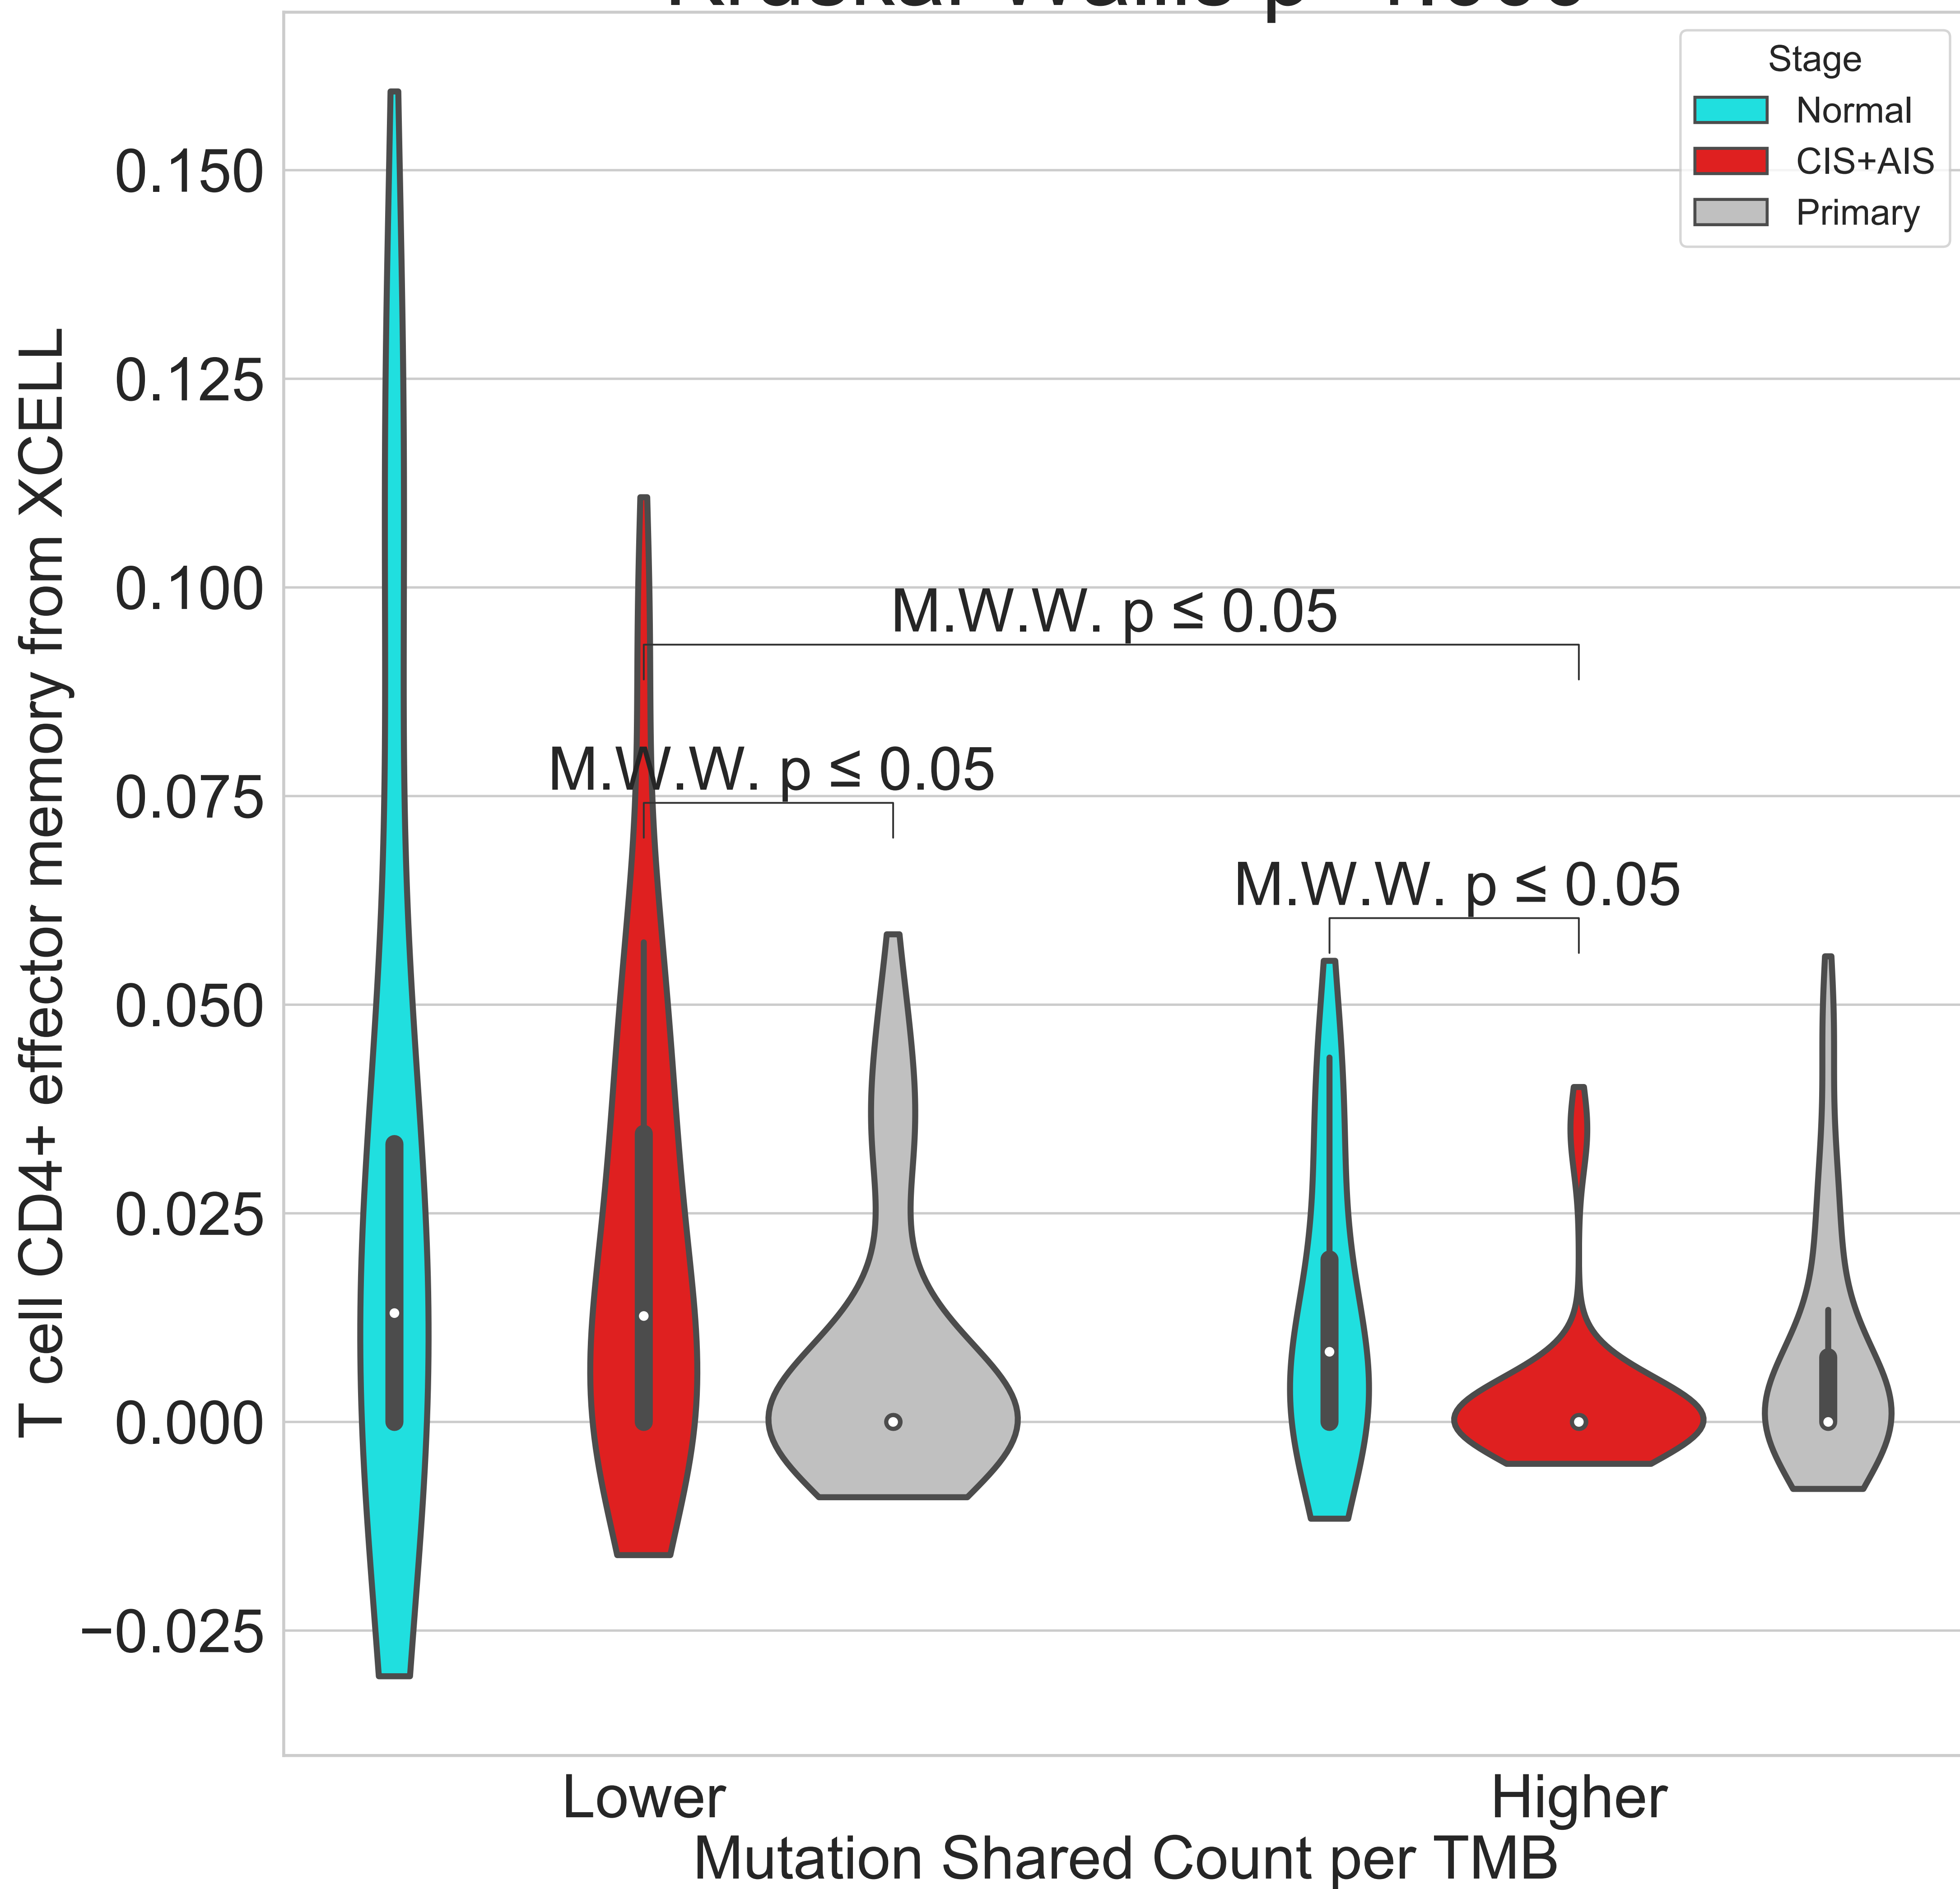 Stage
Normal
CIS+AIS
Primary
0.150
0.125
0.100
0.075
0.050
0.025
0.000
−0.025
T cell CD4+ effector memory from XCELL
M.W.W. p ≤ 0.05
M.W.W. p ≤ 0.05
M.W.W. p ≤ 0.05
Lower
Higher
Mutation Shared Count per TMB